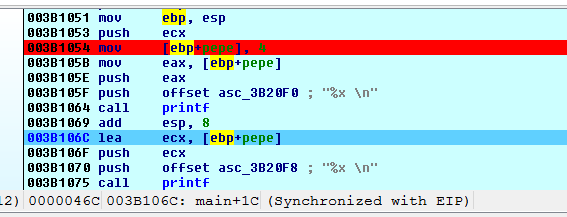 003B1051 mov     ebp, esp
003B1053 push    ecx
003B1054 mov     [ebp+pepe], 4
003B105B mov     eax, [ebp+pepe]
003B105E push    eax
003B105F push    offset asc_3B20F0 ; "%x \n"
003B1064 call    printf
003B1069 add     esp, 8
003B106C lea     ecx, [ebp+pepe]
003B106F push    ecx
003B1070 push    offset asc_3B20F8 ; "%x \n"
003B1075 call    printf
12) 0000046C 003B106C: main+1C (Synchronized with EIP)